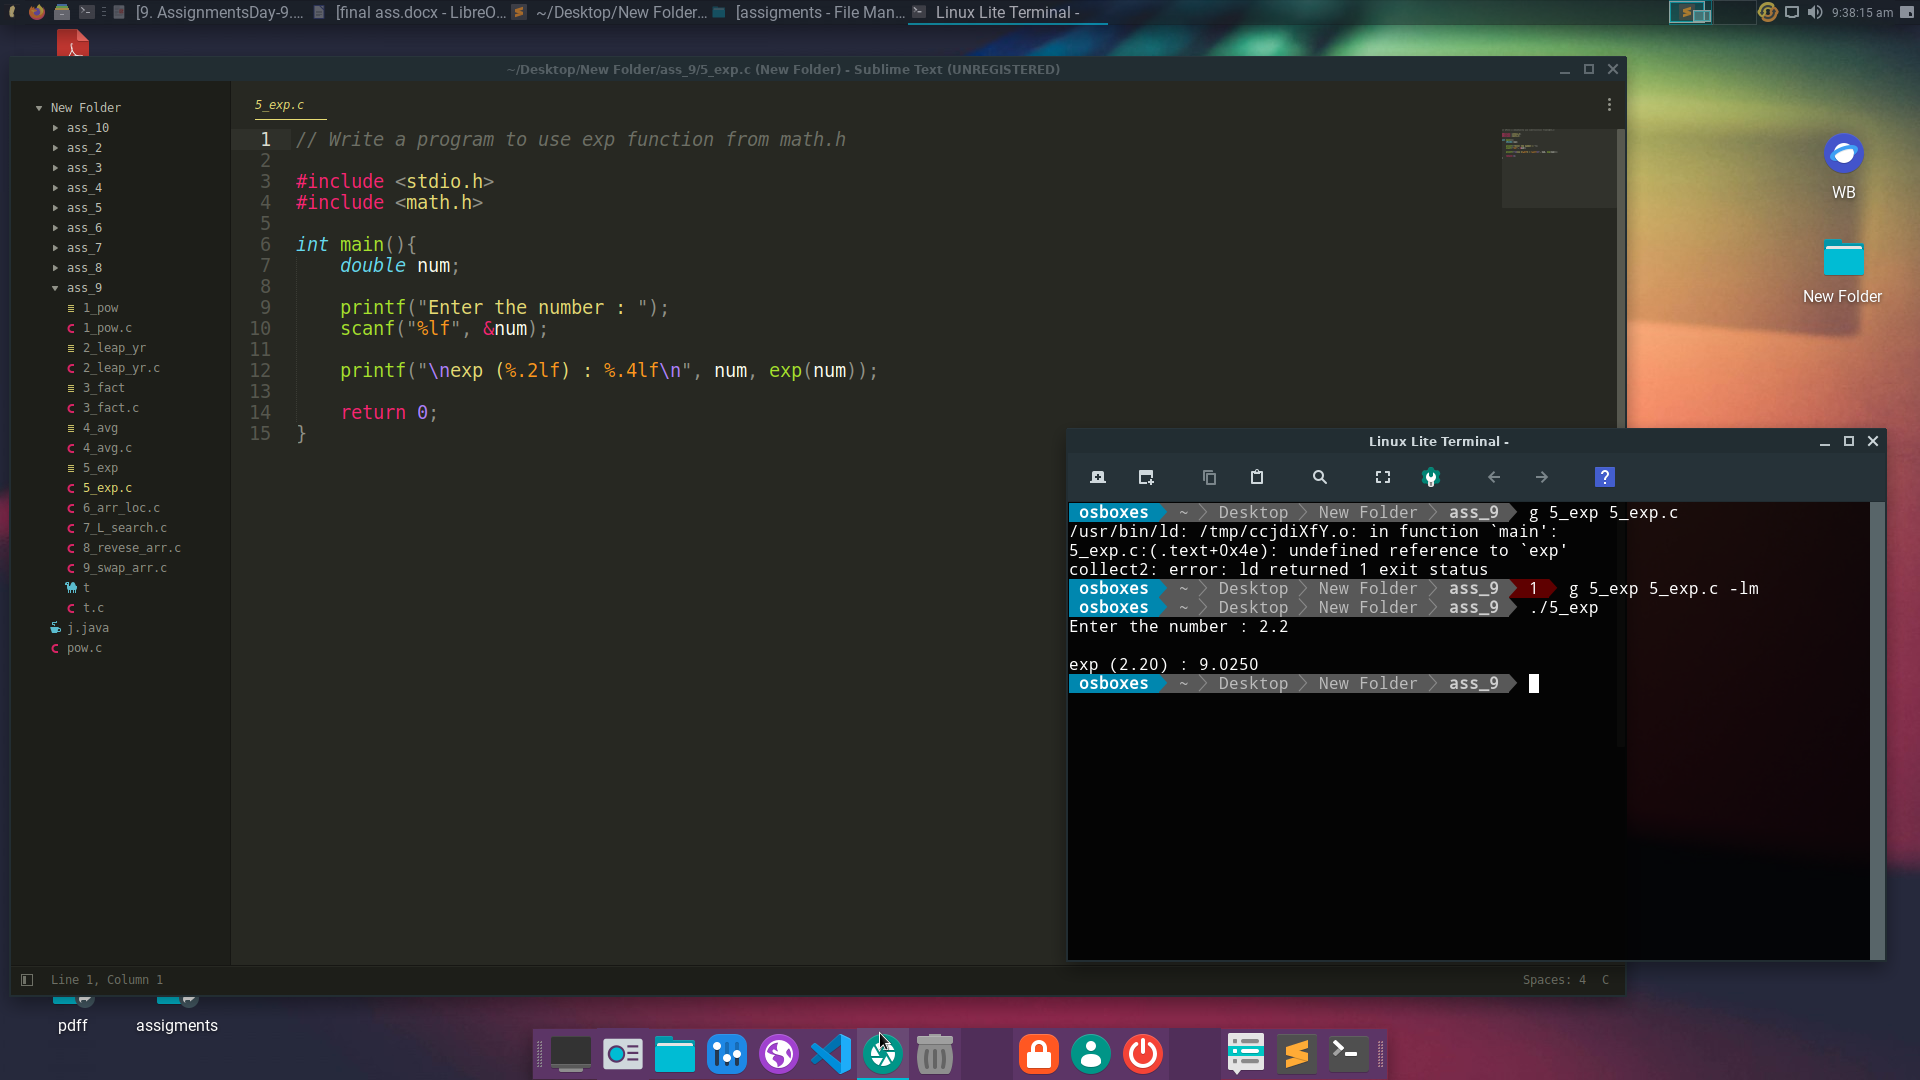 [9. AssignmentsDay-9....
[final ass.docx - LibreO...
~/Desktop/New Folder...
[assigments - File Man...
Linux Lite Terminal -
9:38:15 am
~/Desktop/New Folder/ass_9/5_exp.c (New Folder) - Sublime Text (UNREGISTERED)
New Folder
ass_10
ass_2
ass_3
ass_4
ass_5
ass_6
ass_7
ass_8
ass_9
1_pow
1_pow.c
2_leap_yr
2_leap_yr.c
3_fact
3_fact.c
4_avg
4_avg.c
5_exp
5_exp.c
6_arr_loc.c
7_L_search.c
8_revese_arr.c
9_swap_arr.c
t
t.c
j.java
pow.c
5_exp.c
1 // Write a program to use exp function from math.h
2
3 #include <stdio.h>
4 #include <math.h>
5
6 int main(){
7 double num;
8
9 printf("Enter the number : ");
10 scanf("%lf", &num);
11
12 printf("\nexp (%.2lf) : %.4lf\n", num, exp(num));
13
14 return 0;
15 }
Line 1, Column 1
Spaces: 4
C
WB
New Folder
Linux Lite Terminal -
osboxes ~ Desktop New Folder ass_9 g 5_exp 5_exp.c
/usr/bin/ld: /tmp/ccjdiXfY.o: in function `main':
5_exp.c:(.text+0x4e): undefined reference to `exp'
collect2: error: ld returned 1 exit status
osboxes ~ Desktop New Folder ass_9 1 g 5_exp 5_exp.c -lm
osboxes ~ Desktop New Folder ass_9 ./5_exp
Enter the number : 2.2
exp (2.20) : 9.0250
osboxes ~ Desktop New Folder ass_9
pdff
assigments